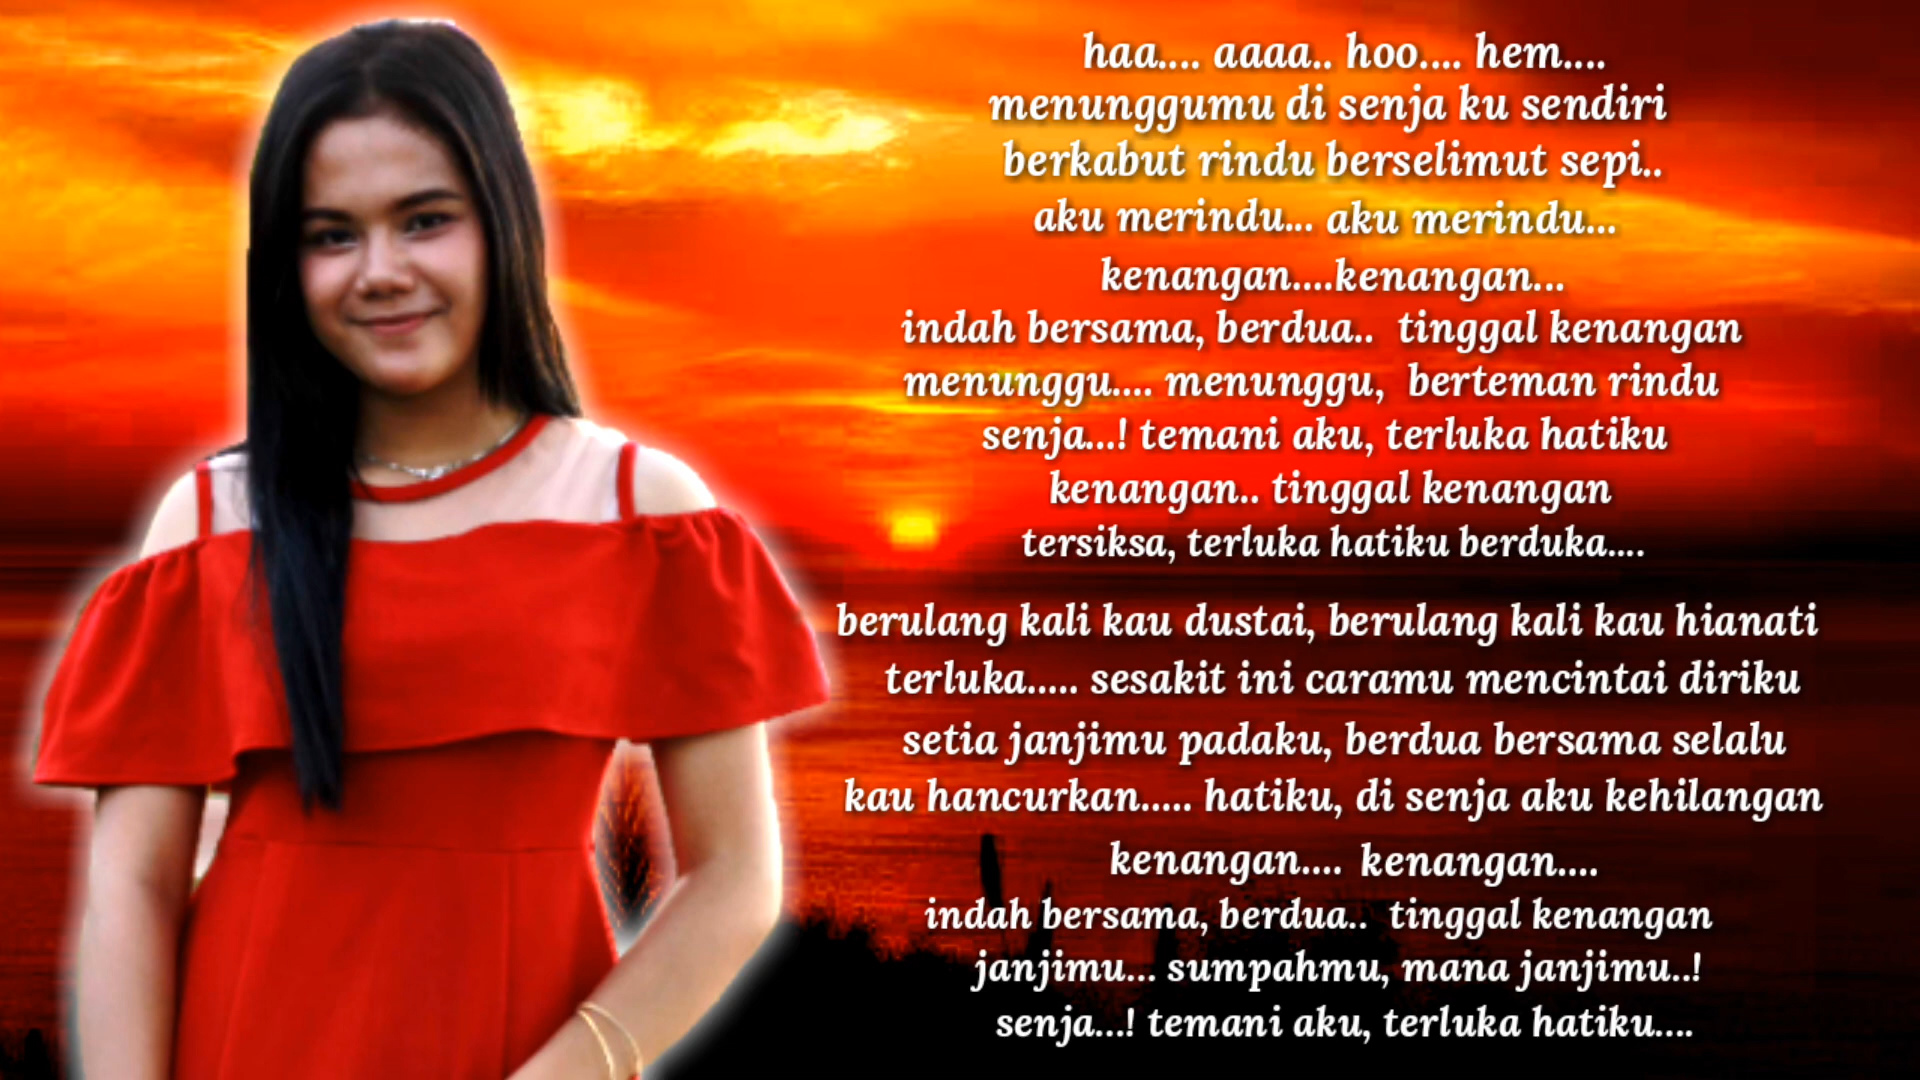 haa.... aaaa.. hoo.... hem....
menunggumu di senja ku sendiri
berkabut rindu berselimut sepi..
aku merindu... aku merindu...
kenangan....kenangan...
indah bersama, berdua.. tinggal kenangan
menunggu.... menunggu, berteman rindu
senja...! temani aku, terluka hatiku
kenangan.. tinggal kenangan
tersiksa, terluka hatiku berduka....
berulang kali kau dustai, berulang kali kau hianati
terluka..... sesakit ini caramu mencintai diriku
setia janjimu padaku, berdua bersama selalu
kau hancurkan..... hatiku, di senja aku kehilangan
kenangan.... kenangan....
indah bersama, berdua.. tinggal kenangan
janjimu... sumpahmu, mana janjimu..!
senja...! temani aku, terluka hatiku....